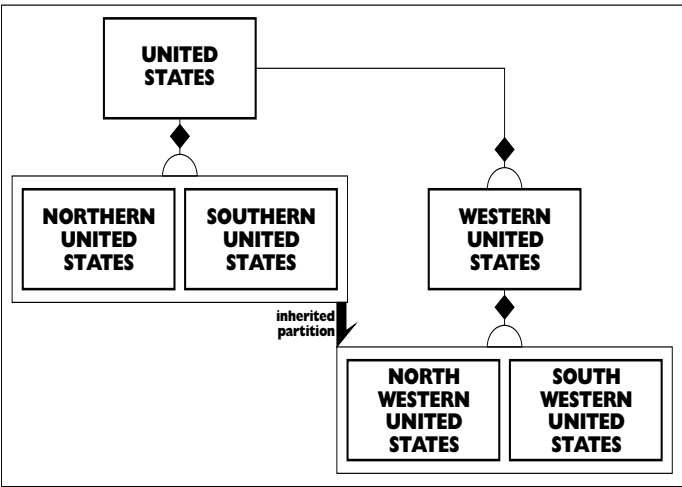 UNITED
STATES
NORTHERN
UNITED
STATES
SOUTHERN
UNITED
STATES
WESTERN
UNITED
STATES
inherited
partition
NORTH
WESTERN
UNITED
STATES
SOUTH
WESTERN
UNITED
STATES